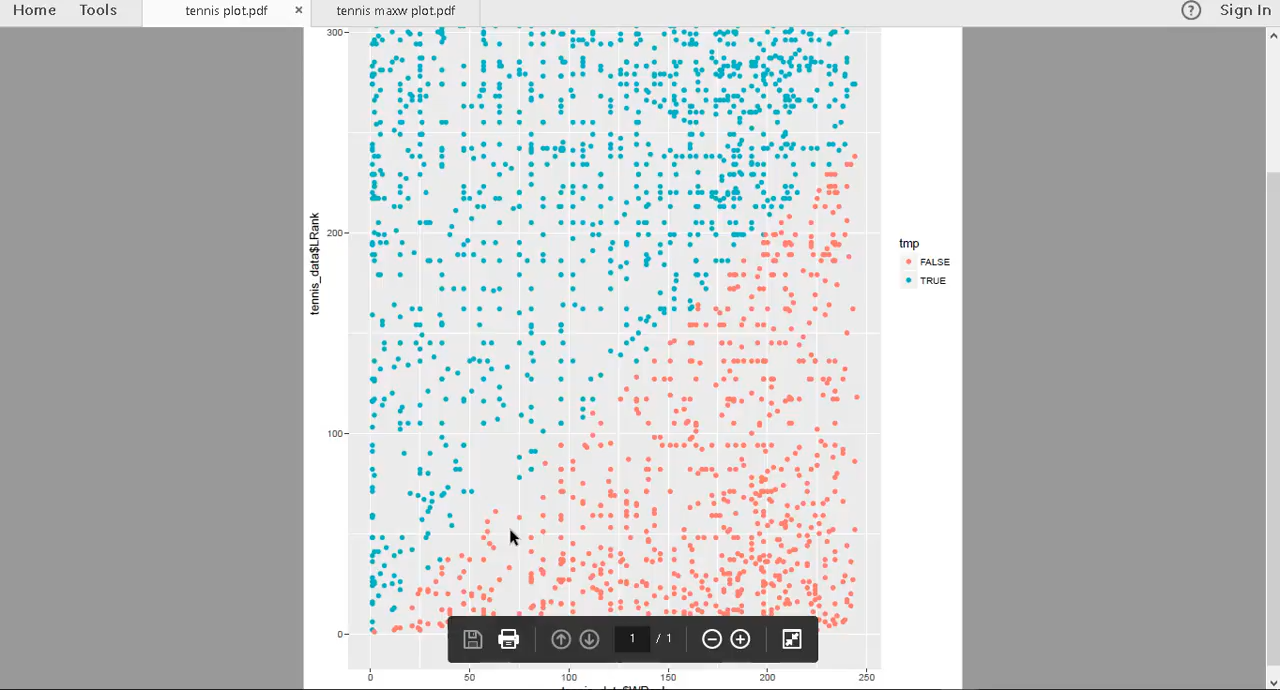 Home Tools tennis plot.pdf × tennis maxw plot.pdf ? Sign In
300
200
100
0
tennis_data$LRank
tmp
FALSE
TRUE
1 / 1
0 50 100 150 200 250